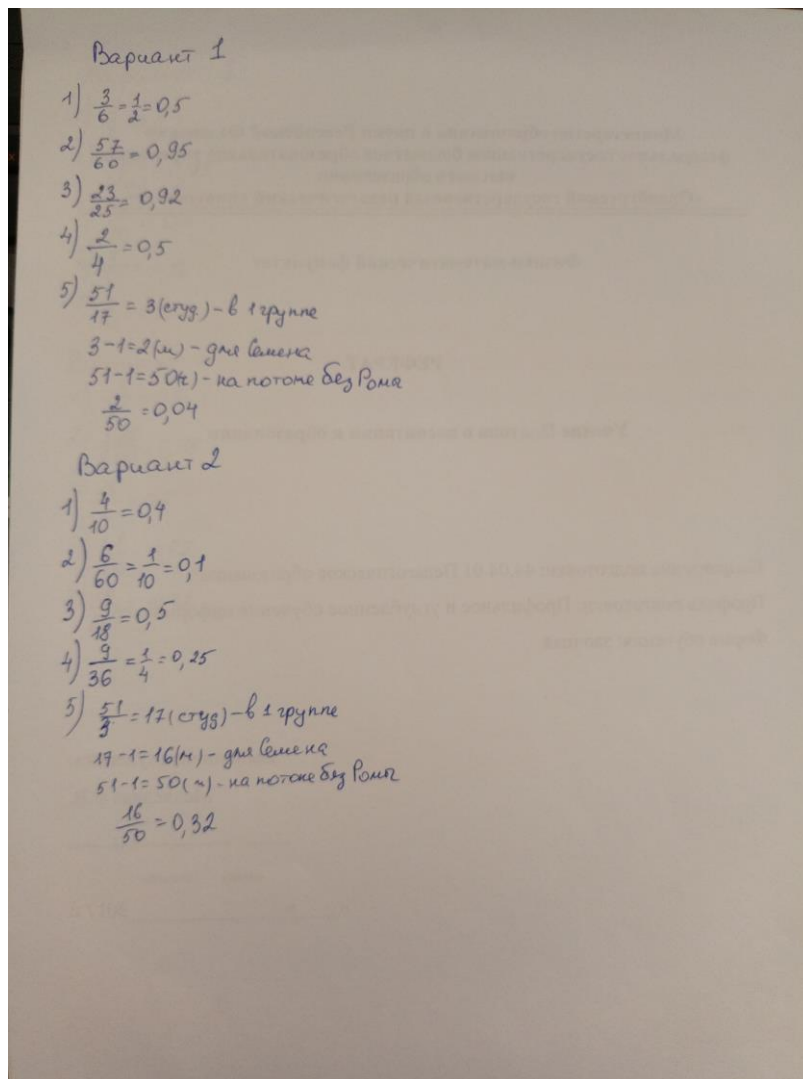 Вариант 1
1) 3/6 = 1/2 = 0,5
2) 57/60 = 0,95
3) 23/25 = 0,92
4) 2/4 = 0,5
5) 51/17 = 3 (студ) - в 1 группе
3-1=2(м) - для Семена
51-1=50м) - на потоке без Рома
2/50 = 0,04
Вариант 2
1) 4/10 = 0,4
2) 6/60 = 1/10 = 0,1
3) 9/18 = 0,5
4) 9/36 = 1/4 = 0,25
5) 51/3 = 17 (студ) - в 1 группе
17-1=16(м) - для Семена
51-1=50(м) - на потоке без Ромы
16/50 = 0,32